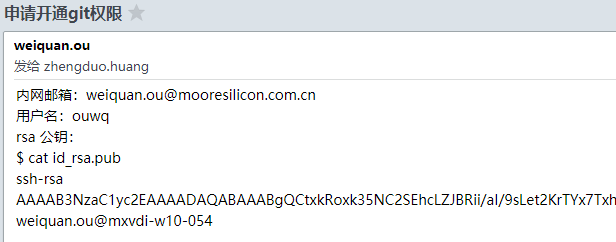 申请开通git权限
weiquan.ou
发给 zhengduo.huang
内网邮箱：weiquan.ou@mooresilicon.com.cn
用户名：ouwq
rsa 公钥：
$ cat id_rsa.pub
ssh-rsa
AAAAB3NzaC1yc2EAAAADAQABAAABgQCtxkRoxk35NC2SEhcLZJBRii/aI/9sLet2KrTYx7Txh
weiquan.ou@mxvdi-w10-054